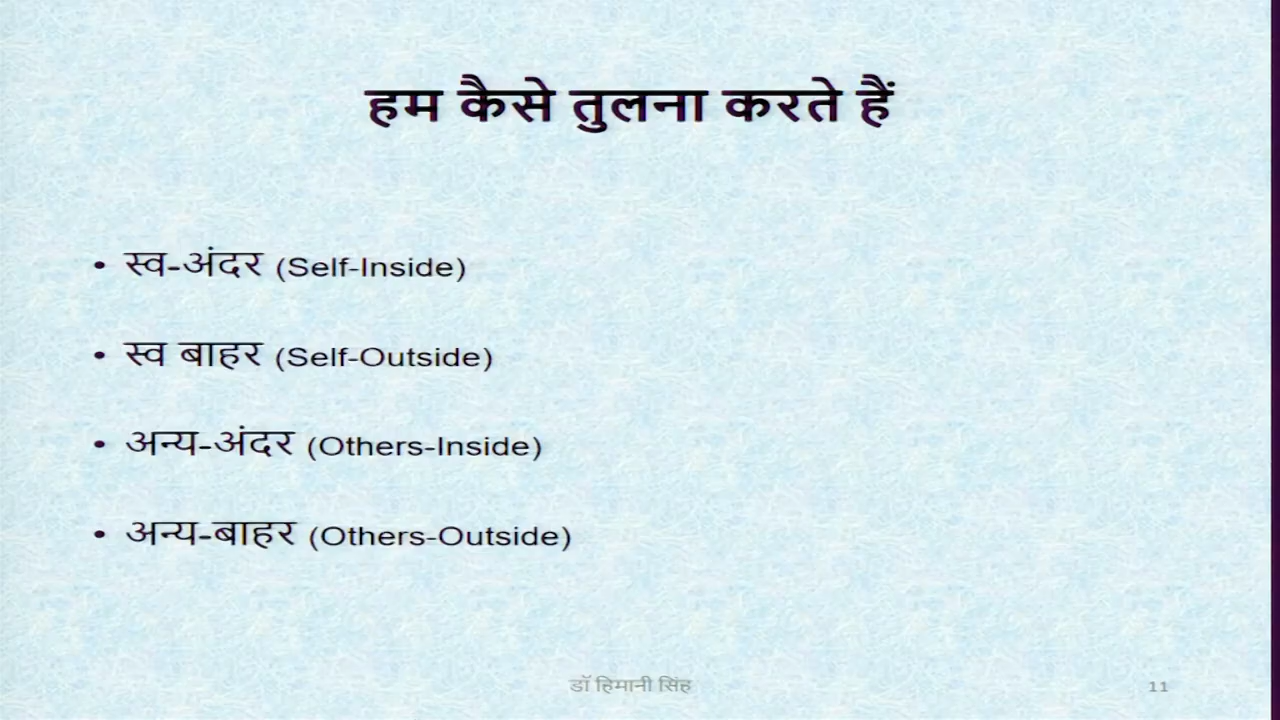 हम कैसे तुलना करते हैं
• स्व-अंदर (Self-Inside)
• स्व बाहर (Self-Outside)
• अन्य-अंदर (Others-Inside)
• अन्य-बाहर (Others-Outside)
डॉ हिमानी सिंह
11